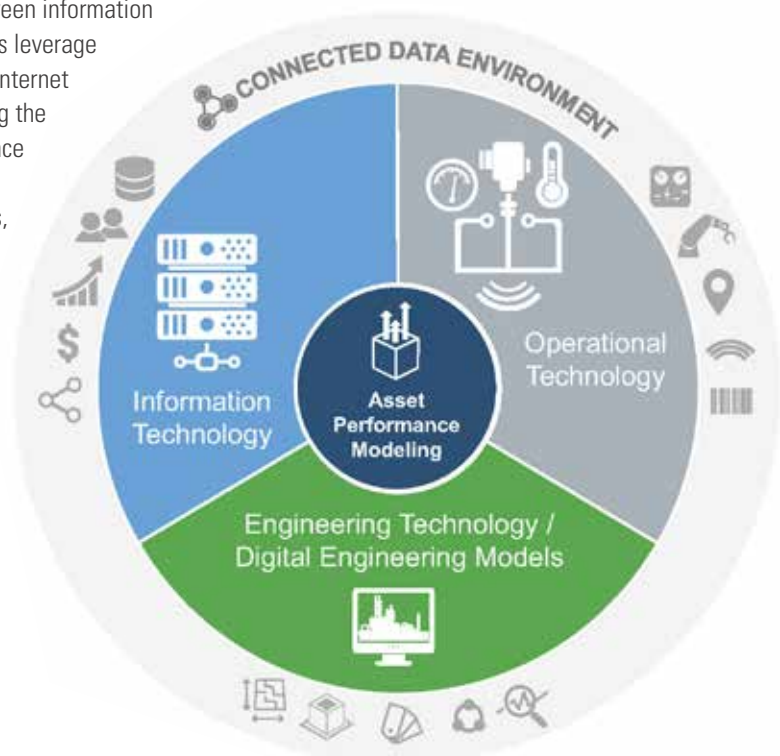 een information
s leverage
nternet
g the
ce
s,
CONNECTED DATA ENVIRONMENT
Information
Technology
Operational
Technology
Asset
Performance
Modeling
Engineering Technology /
Digital Engineering Models
$